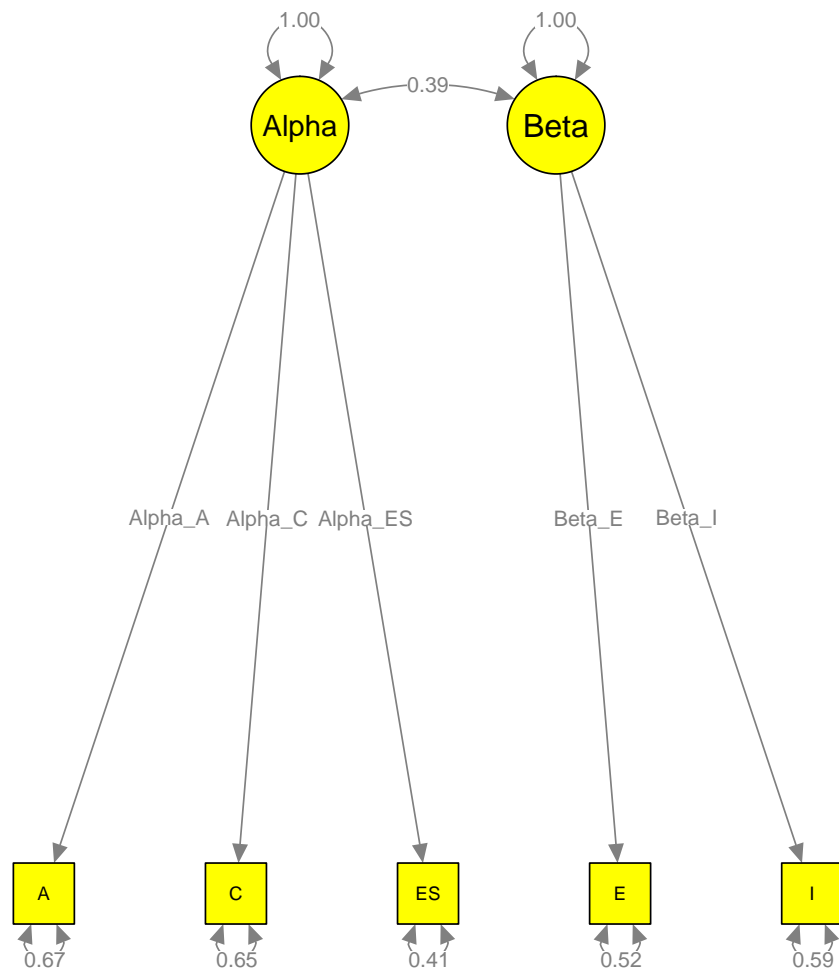 1.00 1.00
0.39
Alpha Beta
Alpha_A Alpha_C Alpha_ES Beta_E Beta_I
A C ES E I
0.67 0.65 0.41 0.52 0.59